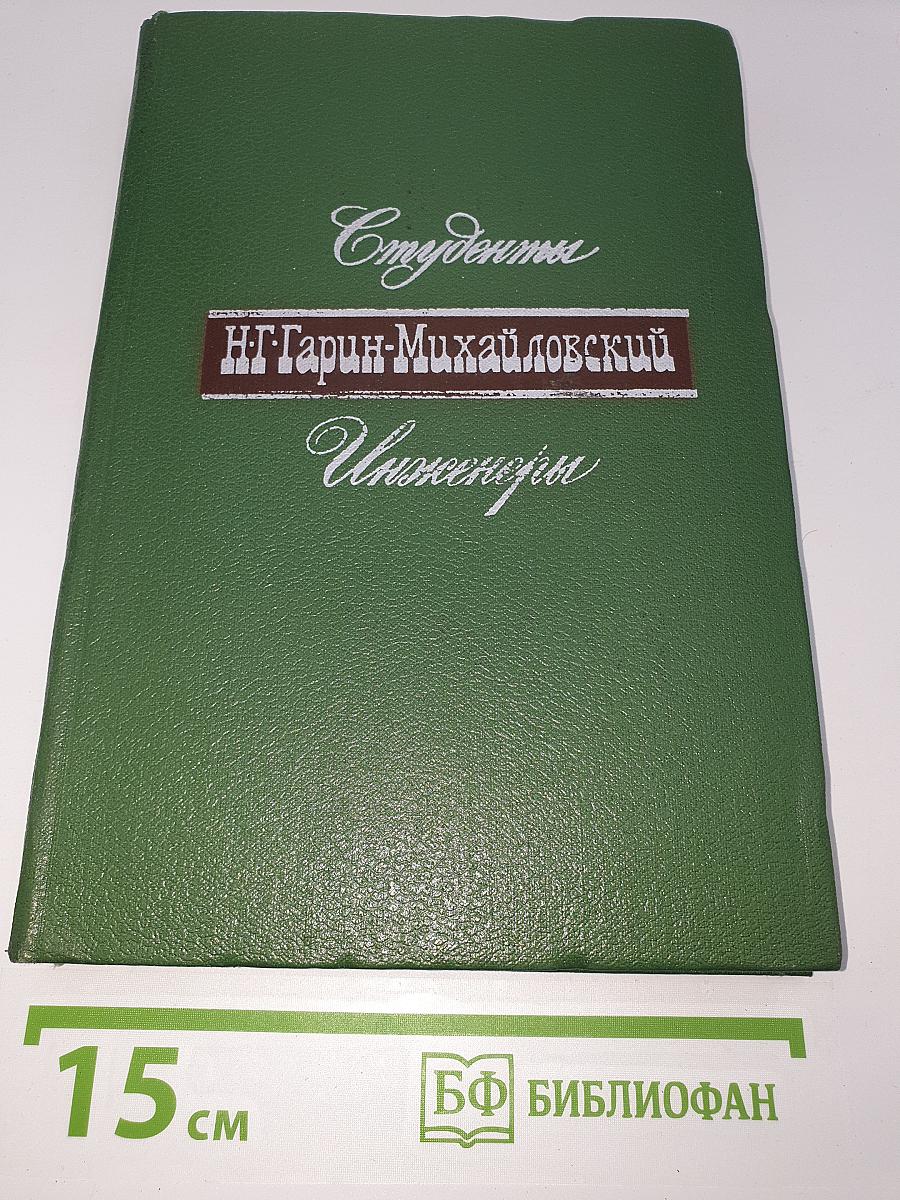 Студенты
Н·Г·Гарин-Михайловский
Инженеры
15 см
БФ БИБЛИОФАН